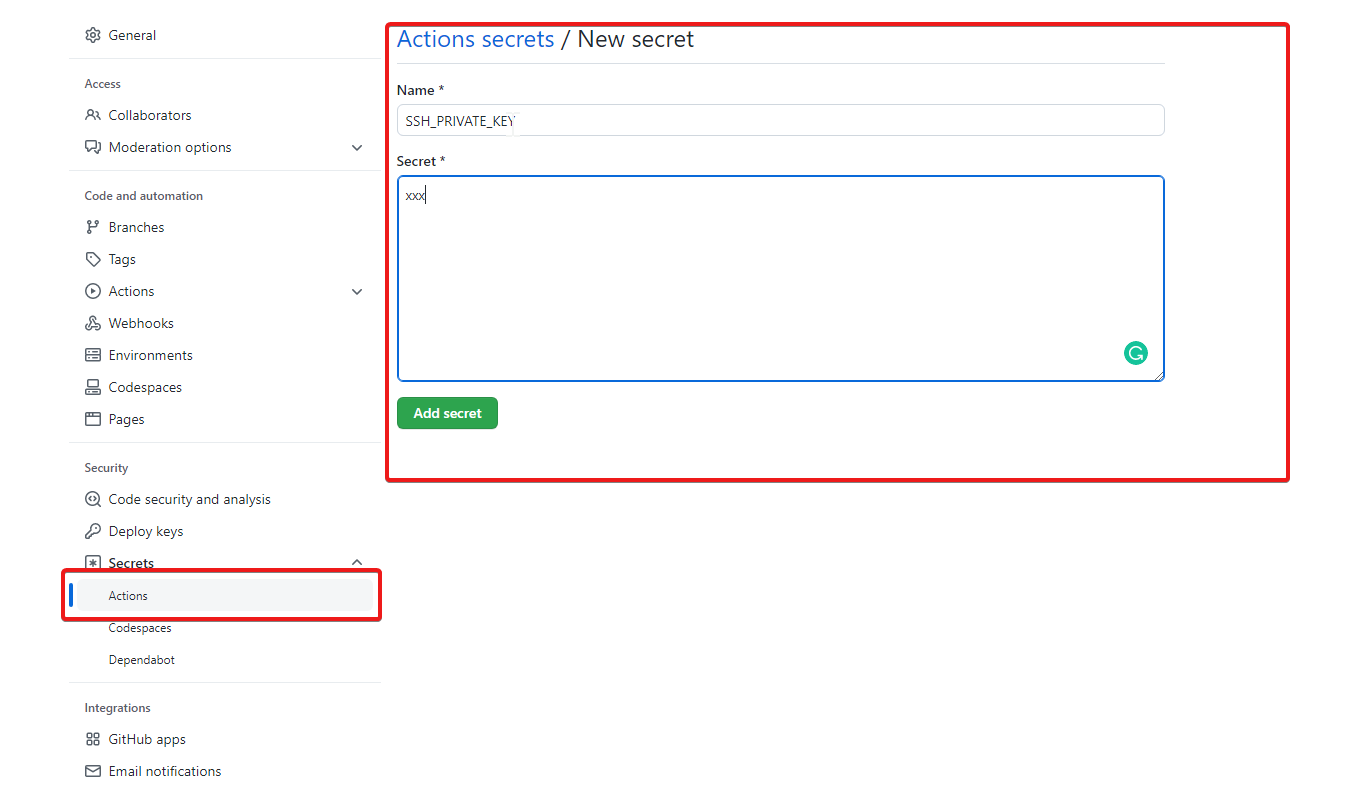 General
Access
Collaborators
Moderation options
Code and automation
Branches
Tags
Actions
Webhooks
Environments
Codespaces
Pages
Security
Code security and analysis
Deploy keys
Secrets
Actions
Codespaces
Dependabot
Integrations
GitHub apps
Email notifications
Actions secrets / New secret
Name *
SSH_PRIVATE_KEY
Secret *
xxx
Add secret